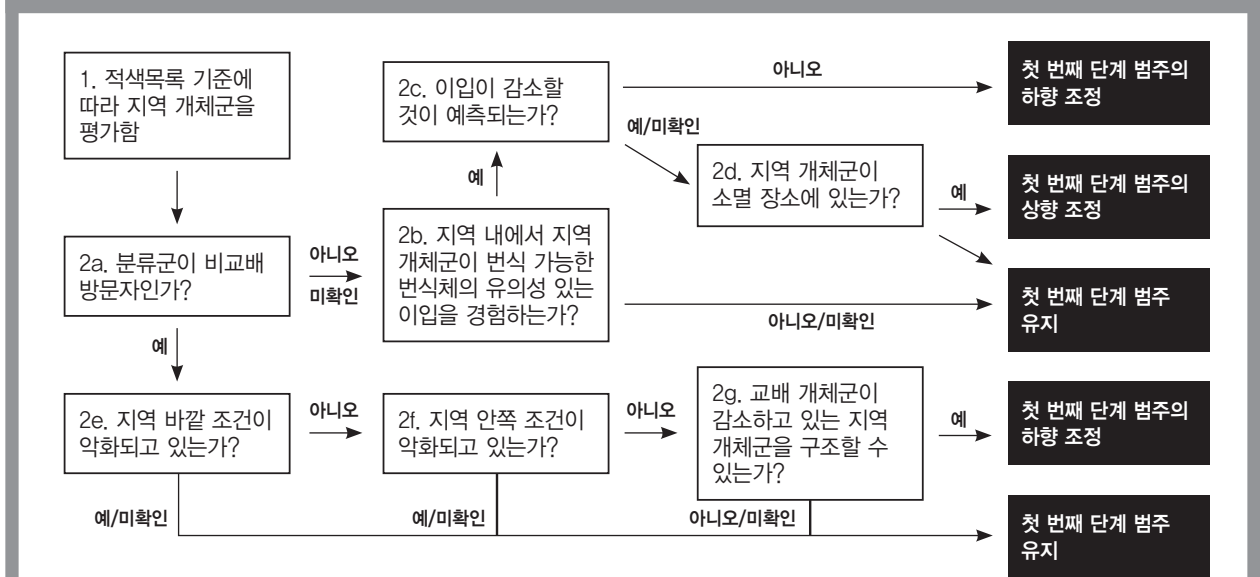 1. 적색목록 기준에
따라 지역 개체군을
평가함
2a. 분류군이 비교배
방문자인가?
예
아니오
미확인
2b. 지역 내에서 지역
개체군이 번식 가능한
번식체의 유의성 있는
이입을 경험하는가?
예
2c. 이입이 감소할
것이 예측되는가?
아니오
첫 번째 단계 범주의
하향 조정
예/미확인
2d. 지역 개체군이
소멸 장소에 있는가?
예
첫 번째 단계 범주의
상향 조정
아니오/미확인
첫 번째 단계 범주
유지
2e. 지역 바깥 조건이
악화되고 있는가?
아니오
2f. 지역 안쪽 조건이
악화되고 있는가?
아니오
2g. 교배 개체군이
감소하고 있는 지역
개체군을 구조할 수
있는가?
예
첫 번째 단계 범주의
하향 조정
예/미확인
예/미확인
아니오/미확인
첫 번째 단계 범주
유지